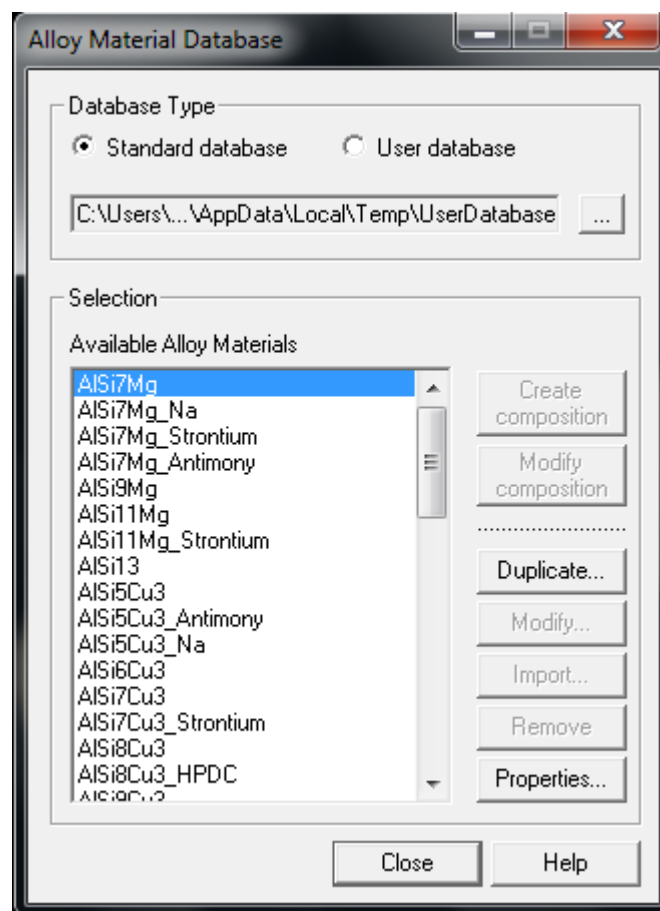 Alloy Material Database
Database Type
Standard database
User database
C:\Users\...\AppData\Local\Temp\UserDatabase
...
Selection
Available Alloy Materials
AlSi7Mg
AlSi7Mg_Na
AlSi7Mg_Strontium
AlSi7Mg_Antimony
AlSi9Mg
AlSi11Mg
AlSi11Mg_Strontium
AlSi13
AlSi5Cu3
AlSi5Cu3_Antimony
AlSi5Cu3_Na
AlSi6Cu3
AlSi7Cu3
AlSi7Cu3_Strontium
AlSi8Cu3
AlSi8Cu3_HPDC
AlSi9Cu3
Create
composition
Modify
composition
Duplicate...
Modify...
Import...
Remove
Properties...
Close
Help